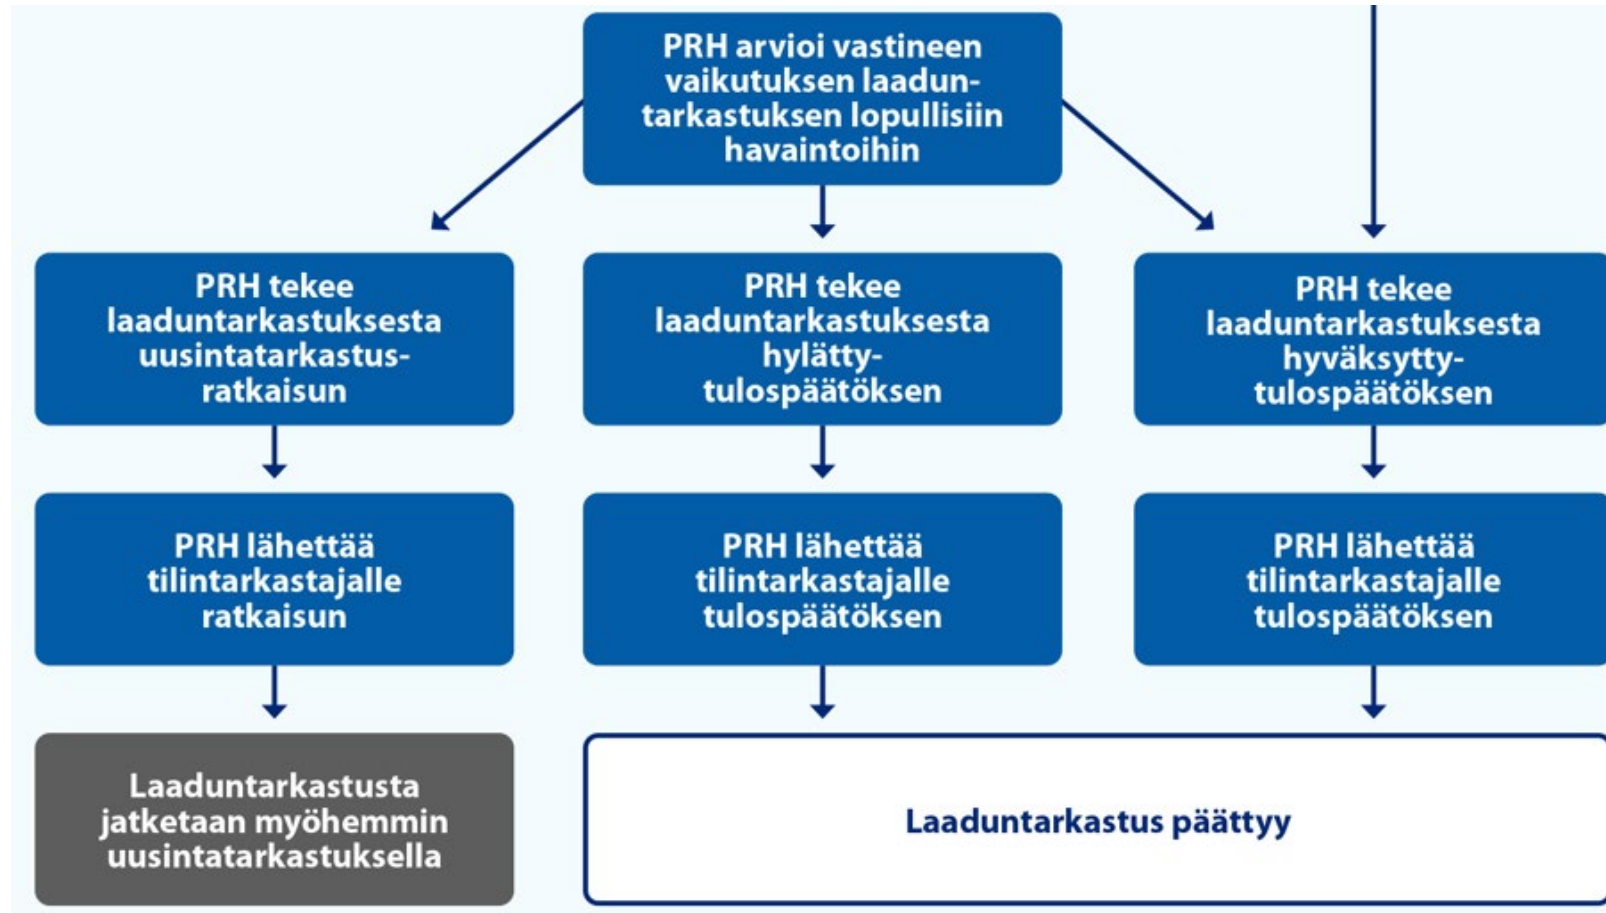 PRH arvioi vastineen
vaikutuksen laadun-
tarkastuksen lopullisiin
havaintoihin
PRH tekee
laaduntarkastuksesta
uusintatarkastus-
ratkaisun
PRH tekee
laaduntarkastuksesta
hylätty-
tulospäätöksen
PRH tekee
laaduntarkastuksesta
hyväksytty-
tulospäätöksen
PRH lähettää
tilintarkastajalle
ratkaisun
PRH lähettää
tilintarkastajalle
tulospäätöksen
PRH lähettää
tilintarkastajalle
tulospäätöksen
Laaduntarkastusta
jatketaan myöhemmin
uusintatarkastuksella
Laaduntarkastus päättyy